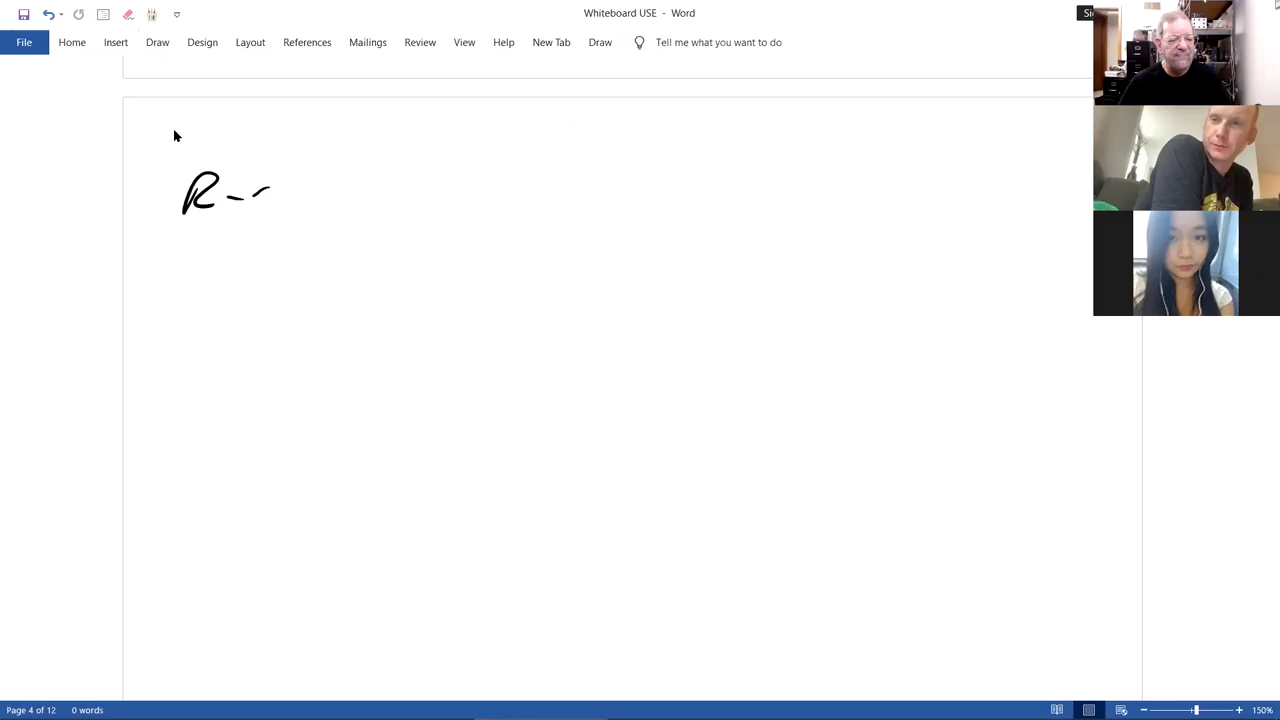 Whiteboard USE - Word
File Home Insert Draw Design Layout References Mailings Review View Help New Tab Draw Tell me what you want to do
R -
Page 4 of 12 0 words
150%